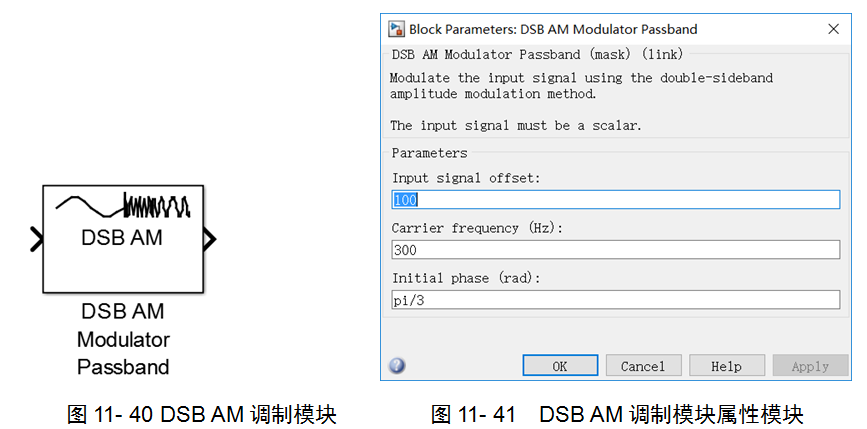 DSB AM
DSB AM
Modulator
Passband
图 11- 40 DSB AM 调制模块
Block Parameters: DSB AM Modulator Passband
DSB AM Modulator Passband (mask) (link)
Modulate the input signal using the double-sideband
amplitude modulation method.
The input signal must be a scalar.
Parameters
Input signal offset:
100
Carrier frequency (Hz):
300
Initial phase (rad):
pi/3
?
OK
Cancel
Help
Apply
图 11- 41 DSB AM 调制模块属性模块